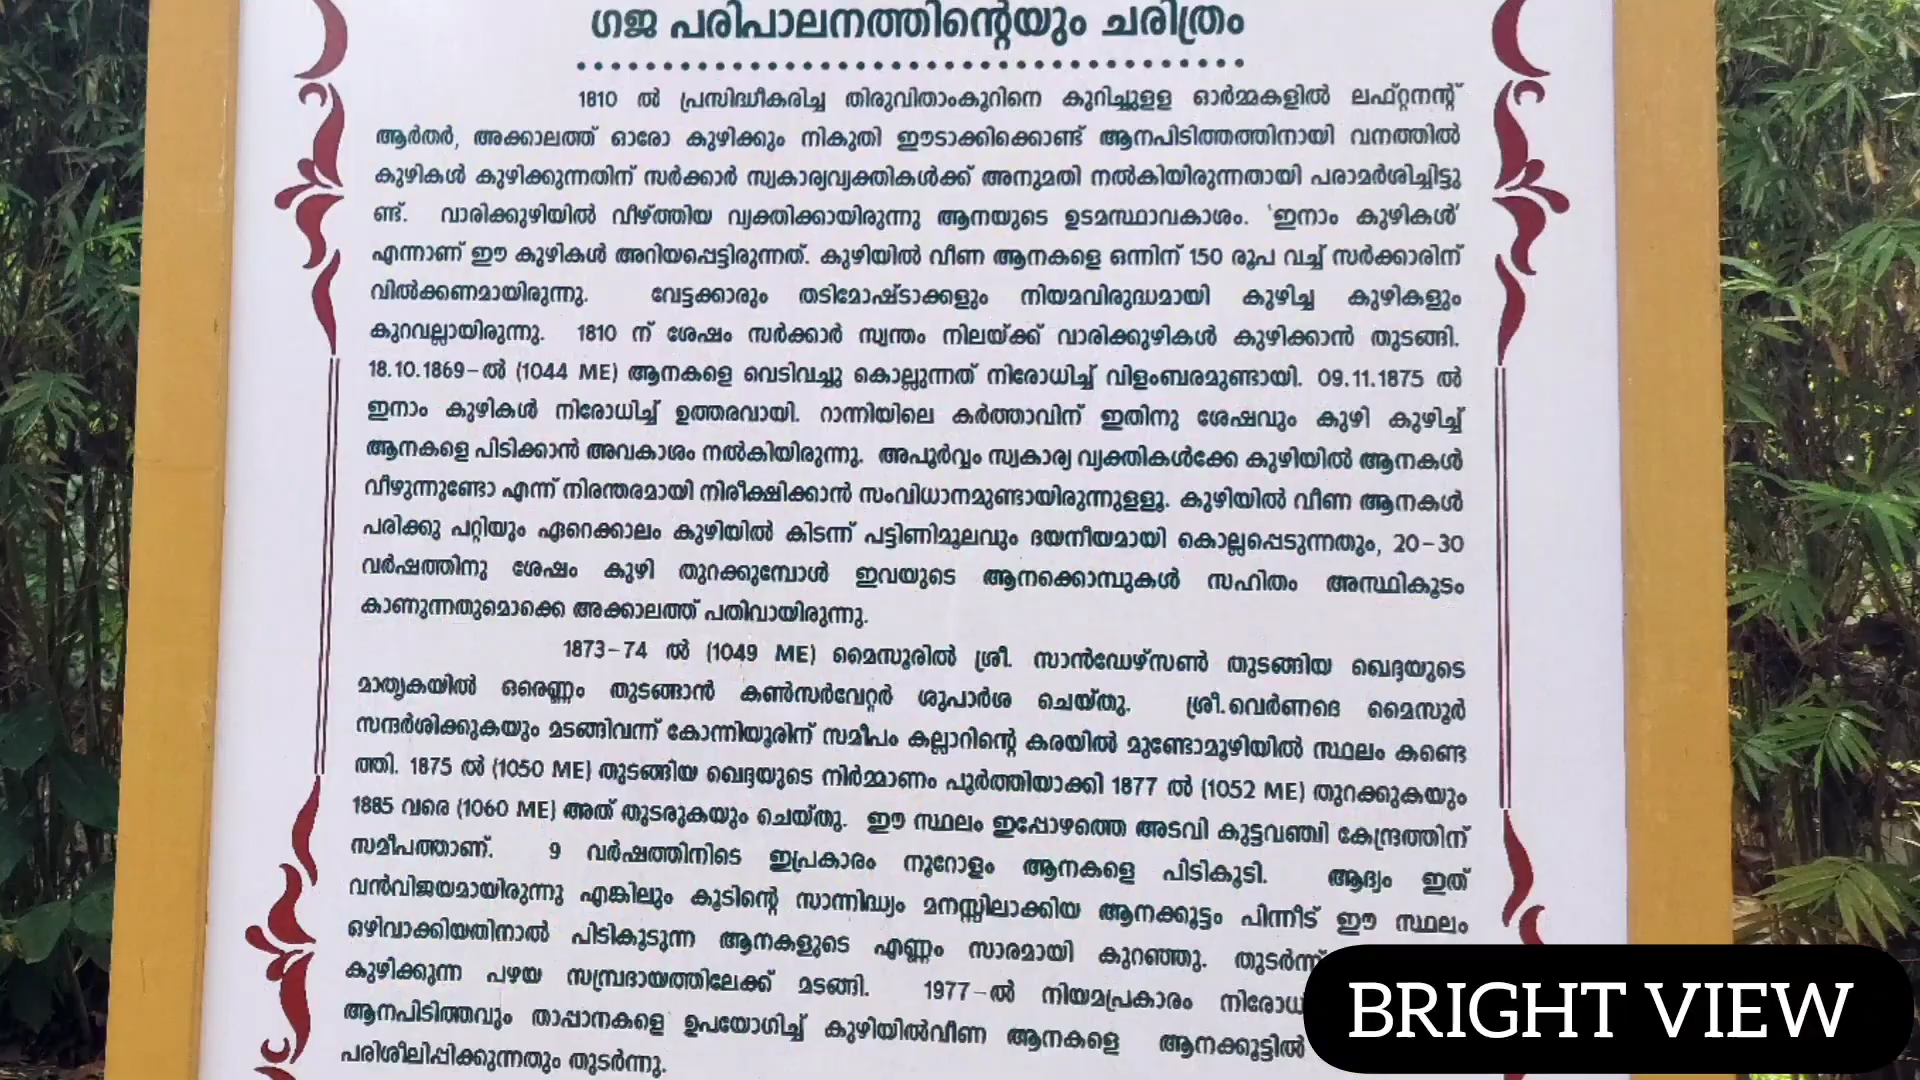 ഗജ പരിപാലനത്തിന്റെയും ചരിത്രം
1810 ൽ പ്രസിദ്ധീകരിച്ച തിരുവിതാംകൂറിനെ കുറിച്ചുളള ഓർമ്മകളിൽ ലഫ്റ്റനന്റ്
ആർതർ, അക്കാലത്ത് ഓരോ കുഴിക്കും നികുതി ഈടാക്കിക്കൊണ്ട് ആനപിടിത്തത്തിനായി വനത്തിൽ
കുഴികൾ കുഴിക്കുന്നതിന് സർക്കാർ സ്വകാര്യവ്യക്തികൾക്ക് അനുമതി നൽകിയിരുന്നതായി പരാമർശിച്ചിട്ടു
ണ്ട്. വാരിക്കുഴിയിൽ വീഴ്ത്തിയ വ്യക്തിക്കായിരുന്നു ആനയുടെ ഉടമസ്ഥാവകാശം. 'ഇനാം കുഴികൾ'
എന്നാണ് ഈ കുഴികൾ അറിയപ്പെട്ടിരുന്നത്. കുഴിയിൽ വീണ ആനകളെ ഒന്നിന് 150 രൂപ വച്ച് സർക്കാരിന്
വിൽക്കണമായിരുന്നു. വേട്ടക്കാരും തടിമോഷ്ടാക്കളും നിയമവിരുദ്ധമായി കുഴിച്ച കുഴികളും
കുറവല്ലായിരുന്നു. 1810 ന് ശേഷം സർക്കാർ സ്വന്തം നിലയ്ക്ക് വാരിക്കുഴികൾ കുഴിക്കാൻ തുടങ്ങി.
18.10.1869-ൽ (1044 ME) ആനകളെ വെടിവച്ചു കൊല്ലുന്നത് നിരോധിച്ച് വിളംബരമുണ്ടായി. 09.11.1875 ൽ
ഇനാം കുഴികൾ നിരോധിച്ച് ഉത്തരവായി. റാന്നിയിലെ കർത്താവിന് ഇതിനു ശേഷവും കുഴി കുഴിച്ച്
ആനകളെ പിടിക്കാൻ അവകാശം നൽകിയിരുന്നു. അപൂർവ്വം സ്വകാര്യ വ്യക്തികൾക്കേ കുഴിയിൽ ആനകൾ
വീഴുന്നുണ്ടോ എന്ന് നിരന്തരമായി നിരീക്ഷിക്കാൻ സംവിധാനമുണ്ടായിരുന്നുളളൂ. കുഴിയിൽ വീണ ആനകൾ
പരിക്കു പറ്റിയും ഏറെക്കാലം കുഴിയിൽ കിടന്ന് പട്ടിണിമൂലവും ദയനീയമായി കൊല്ലപ്പെടുന്നതും, 20-30
വർഷത്തിനു ശേഷം കുഴി തുറക്കുമ്പോൾ ഇവയുടെ ആനക്കൊമ്പുകൾ സഹിതം അസ്ഥികൂടം
കാണുന്നതുമൊക്കെ അക്കാലത്ത് പതിവായിരുന്നു.
1873-74 ൽ (1049 ME) മൈസൂരിൽ ശ്രീ. സാൻഡേഴ്സൺ തുടങ്ങിയ ഖെദ്ദയുടെ
മാതൃകയിൽ ഒരെണ്ണം തുടങ്ങാൻ കൺസർവേറ്റർ ശുപാർശ ചെയ്തു. ശ്രീ.വെർണദെ മൈസൂർ
സന്ദർശിക്കുകയും മടങ്ങിവന്ന് കോന്നിയൂരിന് സമീപം കല്ലാറിന്റെ കരയിൽ മുണ്ടോമൂഴിയിൽ സ്ഥലം കണ്ടെ
ത്തി. 1875 ൽ (1050 ME) തുടങ്ങിയ ഖെദ്ദയുടെ നിർമ്മാണം പൂർത്തിയാക്കി 1877 ൽ (1052 ME) തുറക്കുകയും
1885 വരെ (1060 ME) അത് തുടരുകയും ചെയ്തു. ഈ സ്ഥലം ഇപ്പോഴത്തെ അടവി കുട്ടവഞ്ചി കേന്ദ്രത്തിന്
സമീപത്താണ്. 9 വർഷത്തിനിടെ ഇപ്രകാരം നൂറോളം ആനകളെ പിടികൂടി. ആദ്യം ഇത്
വൻവിജയമായിരുന്നു എങ്കിലും കൂടിന്റെ സാന്നിദ്ധ്യം മനസ്സിലാക്കിയ ആനക്കൂട്ടം പിന്നീട് ഈ സ്ഥലം
ഒഴിവാക്കിയതിനാൽ പിടികൂടുന്ന ആനകളുടെ എണ്ണം സാരമായി കുറഞ്ഞു. തുടർന്ന്
കുഴിക്കുന്ന പഴയ സമ്പ്രദായത്തിലേക്ക് മടങ്ങി. 1977-ൽ നിയമപ്രകാരം നിരോധ
ആനപിടിത്തവും താപ്പാനകളെ ഉപയോഗിച്ച് കുഴിയിൽവീണ ആനകളെ ആനക്കൂട്ടിൽ
പരിശീലിപ്പിക്കുന്നതും തുടർന്നു.
BRIGHT VIEW